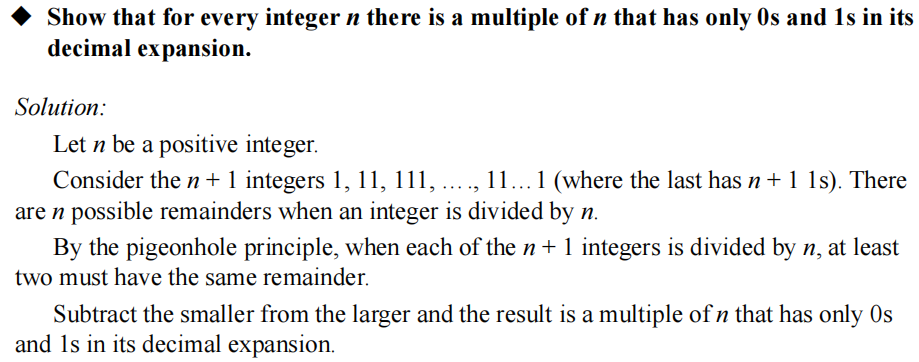 ◆ Show that for every integer n there is a multiple of n that has only 0s and 1s in its
decimal expansion.
Solution:
Let n be a positive integer.
Consider the n + 1 integers 1, 11, 111, …., 11…1 (where the last has n + 1 1s). There
are n possible remainders when an integer is divided by n.
By the pigeonhole principle, when each of the n + 1 integers is divided by n, at least
two must have the same remainder.
Subtract the smaller from the larger and the result is a multiple of n that has only 0s
and 1s in its decimal expansion.